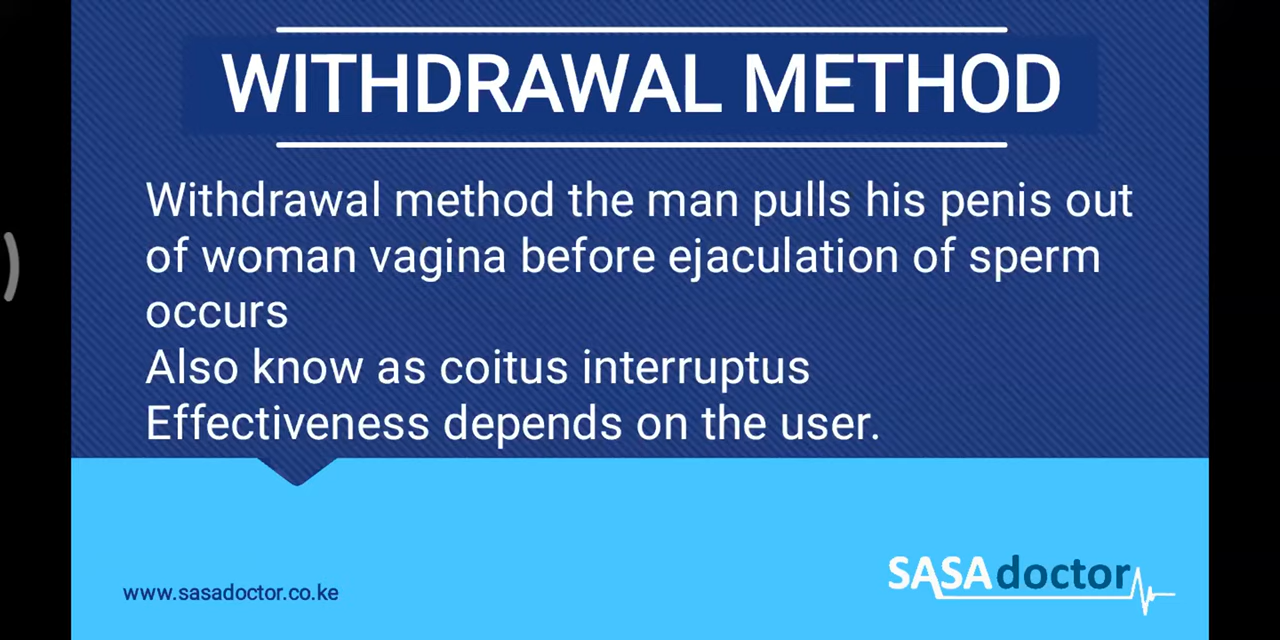 WITHDRAWAL METHOD
Withdrawal method the man pulls his penis out
of woman vagina before ejaculation of sperm
occurs
Also know as coitus interruptus
Effectiveness depends on the user.
www.sasadoctor.co.ke
SASAdoctor